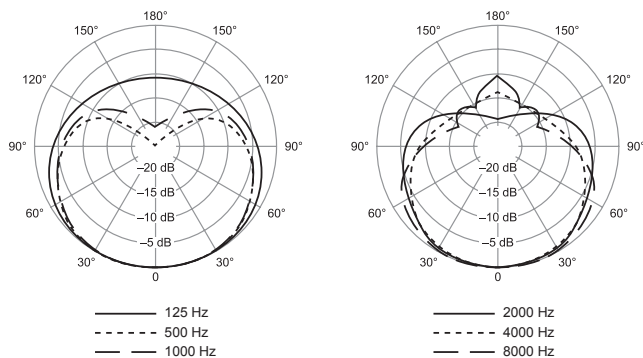 180°
150° 150°
120° 120°
90° 90°
60° 60°
30° 30°
0
–20 dB
–15 dB
–10 dB
–5 dB
125 Hz
500 Hz
1000 Hz
180°
150° 150°
120° 120°
90° 90°
60° 60°
30° 30°
0
–20 dB
–15 dB
–10 dB
–5 dB
2000 Hz
4000 Hz
8000 Hz